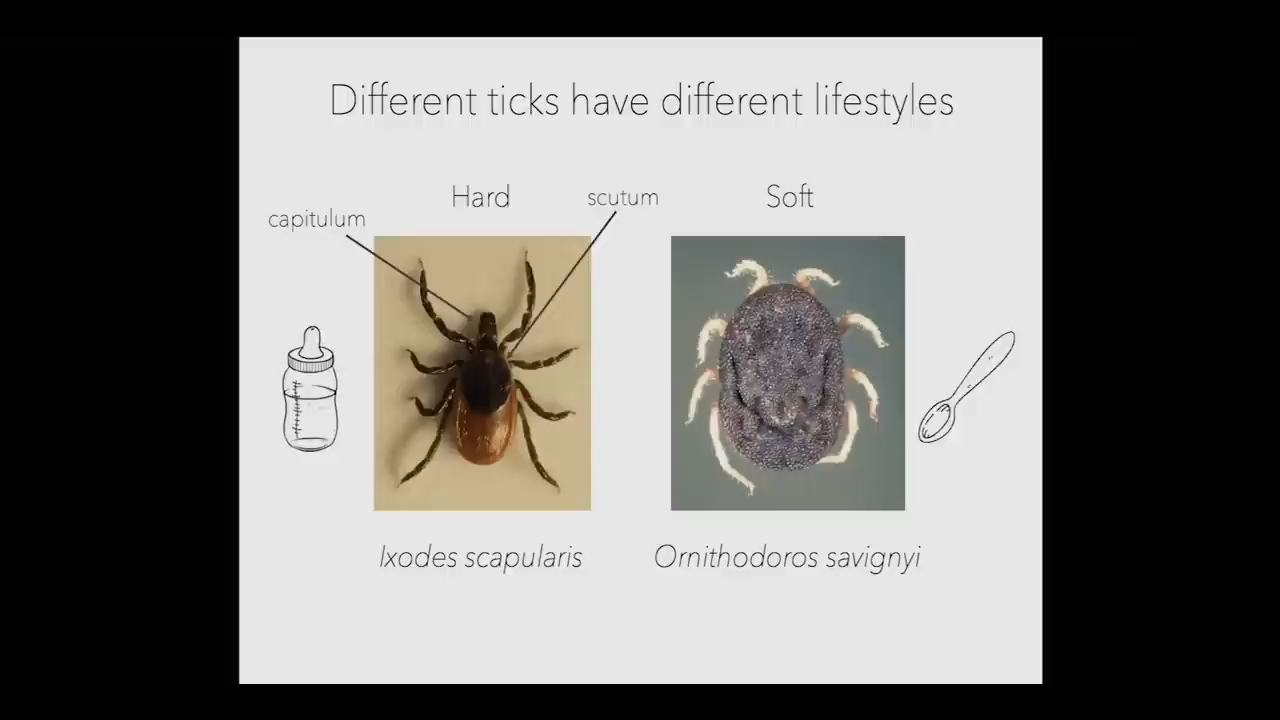 Different ticks have different lifestyles
Hard
scutum
Soft
capitulum
Ixodes scapularis
Ornithodoros savignyi